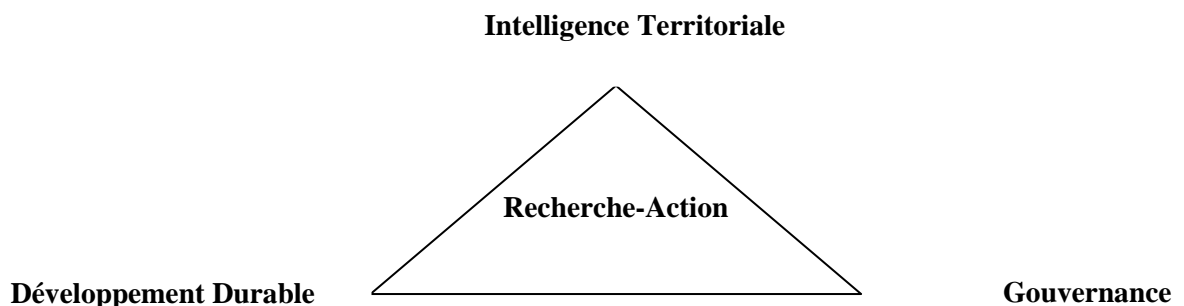 Intelligence Territoriale
Recherche-Action
Développement Durable
Gouvernance